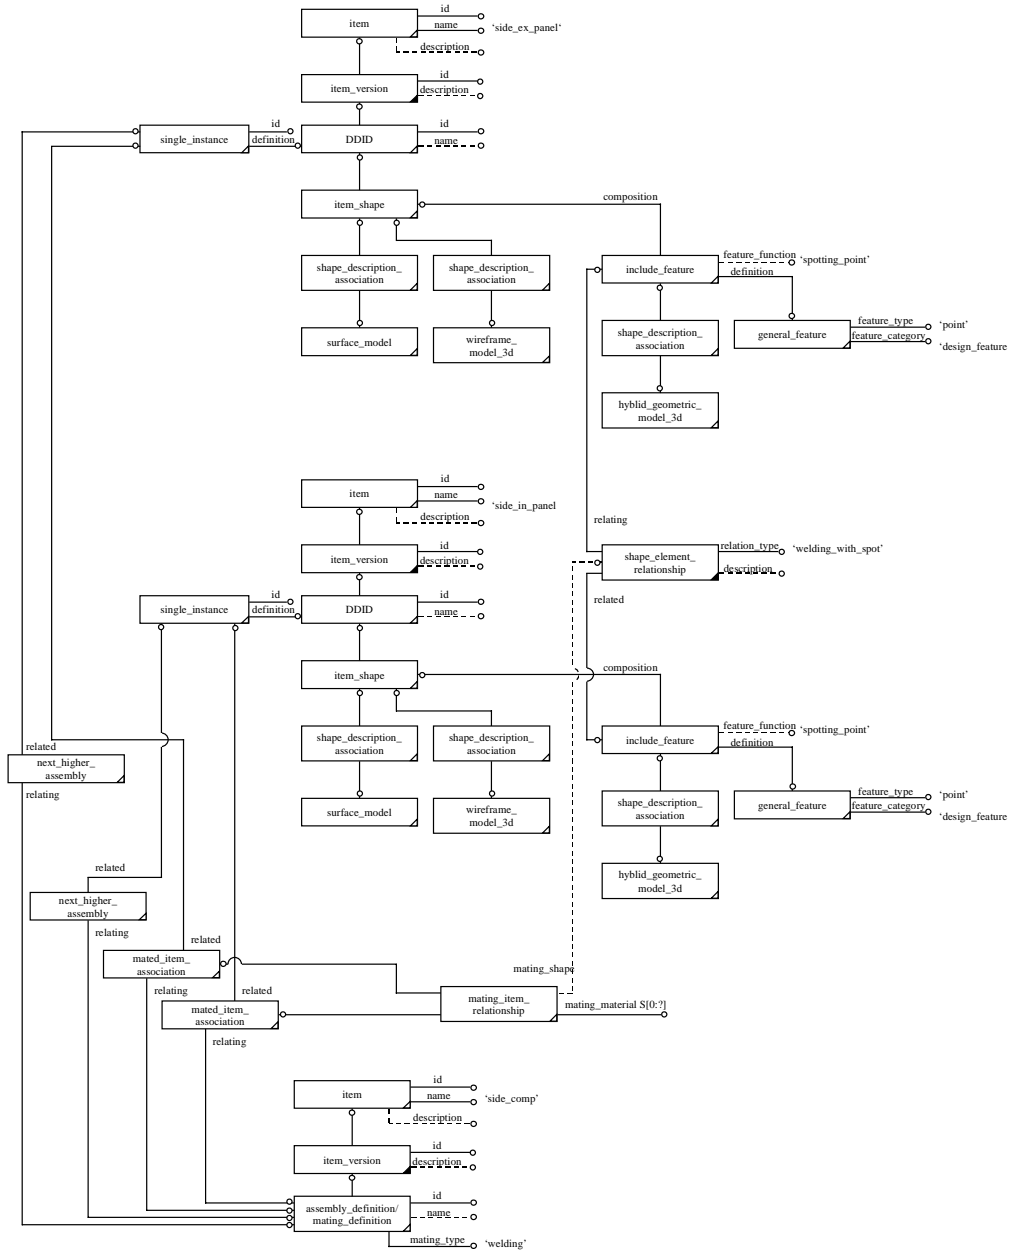 id
item
name
‘side_ex_panel‘
description
id
item_version
description
id
id
single_instance
definition
DDID
name
composition
item_shape
feature_function
‘spotting_point‘
shape_description_
association
shape_description_
association
include_feature
definition
feature_type
‘point‘
surface_model
wireframe_
model_3d
shape_description_
association
general_feature
feature_category
‘design_feature
hyblid_geometric_
model_3d
id
item
name
‘side_in_panel
description
relating
id
item_version
description
shape_element_
relationship
relation_type
‘welding_with_spot‘
description
id
id
single_instance
definition
DDID
name
related
composition
item_shape
feature_function
‘spotting_point‘
shape_description_
association
shape_description_
association
include_feature
definition
related
next_higher_
assembly
relating
surface_model
wireframe_
model_3d
shape_description_
association
general_feature
feature_type
‘point‘
feature_category
‘design_feature
related
hyblid_geometric_
model_3d
next_higher_
assembly
relating
related
mated_item_
association
mating_shape
relating
related
mated_item_
association
mating_item_
relationship
mating_material S[0:?]
relating
id
item
name
‘side_comp‘
description
id
item_version
description
id
assembly_definition/
mating_definition
name
mating_type
‘welding‘